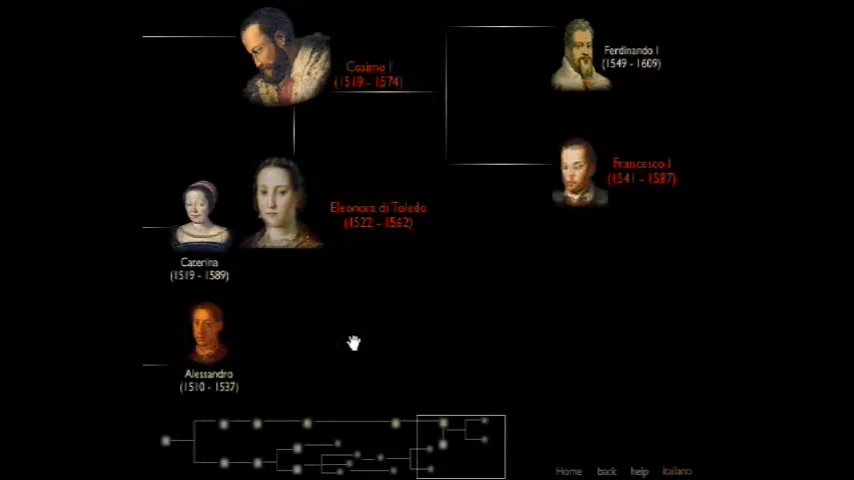 Cosimo I
(1519 - 1574)
Ferdinando I
(1549 - 1609)
Francesco I
(1541 - 1587)
Eleonora di Toledo
(1522 - 1562)
Caterina
(1519 - 1589)
Alessandro
(1510 - 1537)
Home back help italiano